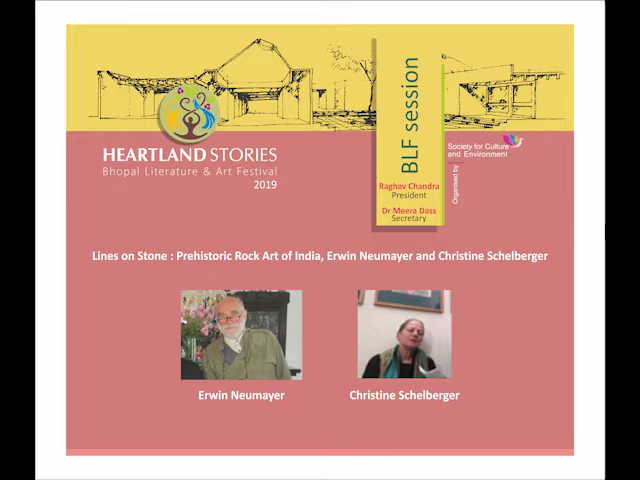 HEARTLAND STORIES
Bhopal Literature & Art Festival
2019
BLF session
Raghav Chandra
President
Dr Meera Dass
Secretary
Society for Culture
and Environment
Organised by
Lines on Stone : Prehistoric Rock Art of India, Erwin Neumayer and Christine Schelberger
Erwin Neumayer
Christine Schelberger